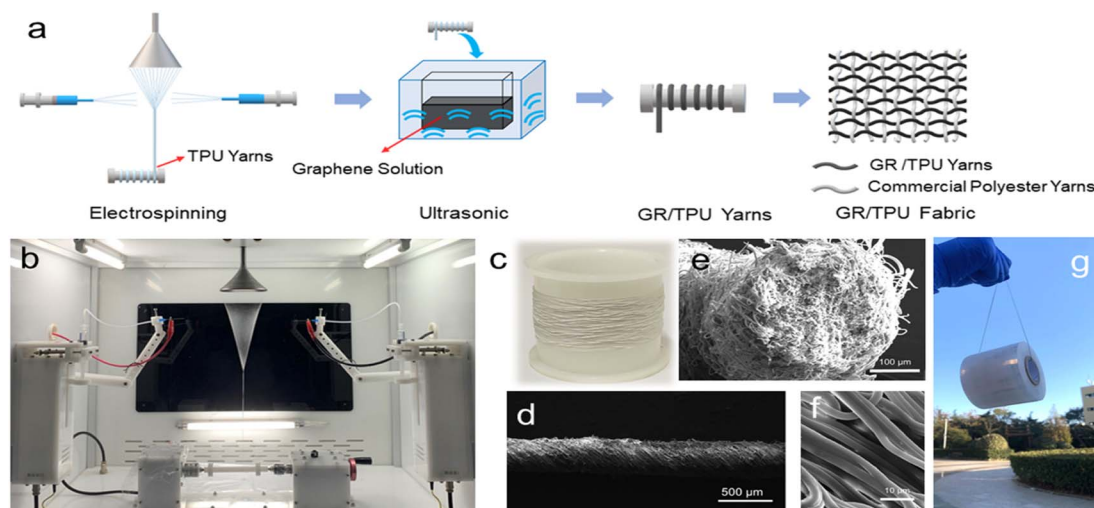 a
TPU Yarns
Graphene Solution
GR /TPU Yarns
Commercial Polyester Yarns
Electrospinning
Ultrasonic
GR/TPU Yarns
GR/TPU Fabric
b
c
e
100 μm
g
d
500 μm
f
10 μm